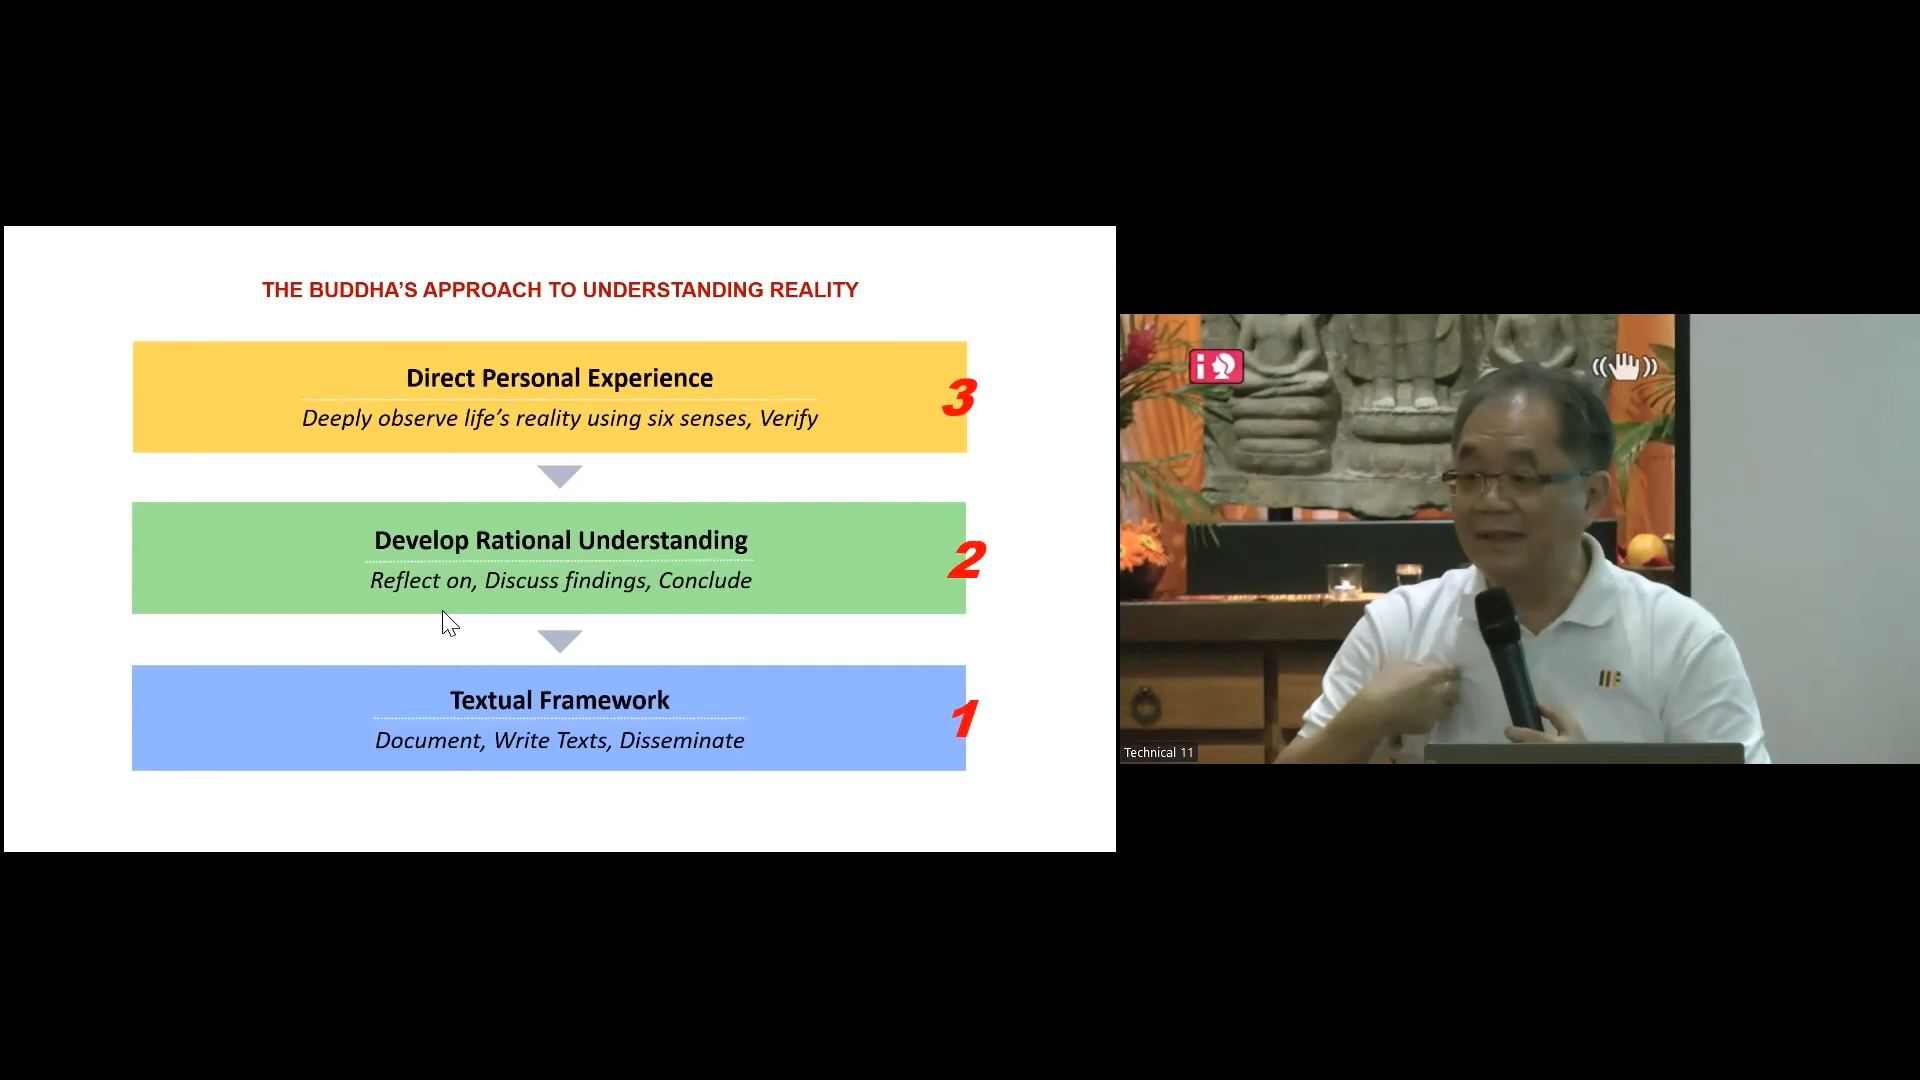 THE BUDDHA’S APPROACH TO UNDERSTANDING REALITY
Direct Personal Experience
Deeply observe life’s reality using six senses, Verify
3
Develop Rational Understanding
Reflect on, Discuss findings, Conclude
2
Textual Framework
Document, Write Texts, Disseminate
1
i
Technical 11